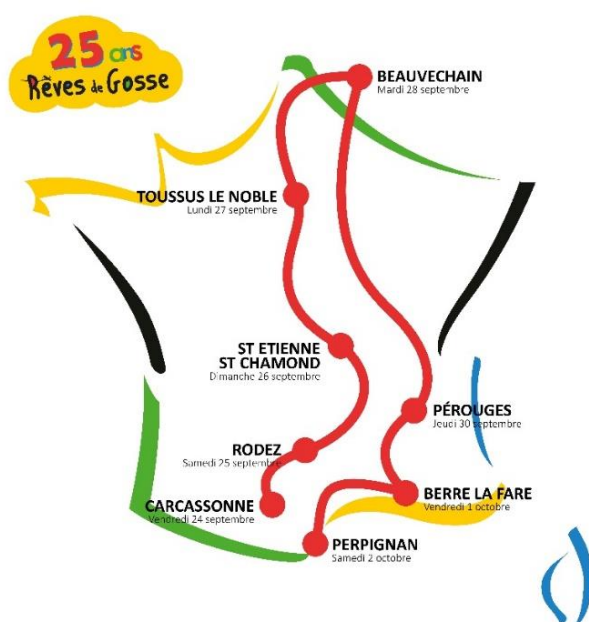 25 ans
Rêves de Gosse
BEAUVECHAIN
Mardi 28 septembre
TOUSSUS LE NOBLE
Lundi 27 septembre
ST ETIENNE
ST CHAMOND
Dimanche 26 septembre
PÉROUGES
Jeudi 30 septembre
RODEZ
Samedi 25 septembre
BERRE LA FARE
Vendredi 1 octobre
CARCASSONNE
Vendredi 24 septembre
PERPIGNAN
Samedi 2 octobre